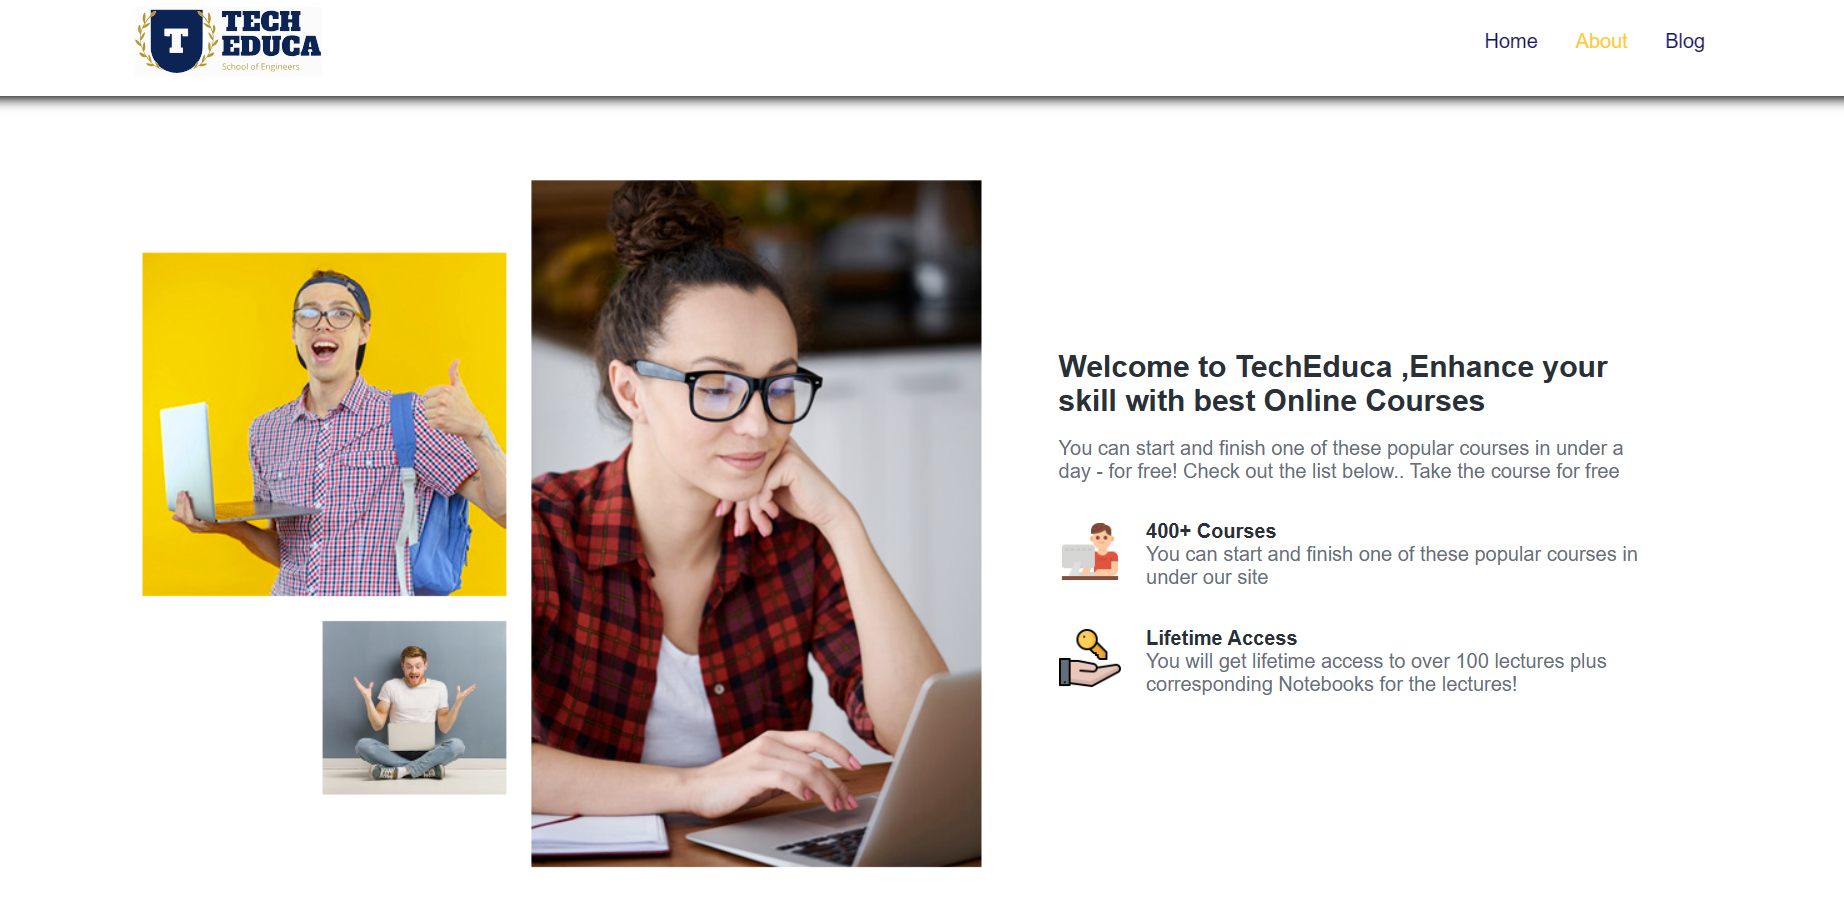 T
TECH
EDUCA
School of Engineers
Home About Blog
Welcome to TechEduca ,Enhance your
skill with best Online Courses
You can start and finish one of these popular courses in under a
day - for free! Check out the list below.. Take the course for free
400+ Courses
You can start and finish one of these popular courses in
under our site
Lifetime Access
You will get lifetime access to over 100 lectures plus
corresponding Notebooks for the lectures!